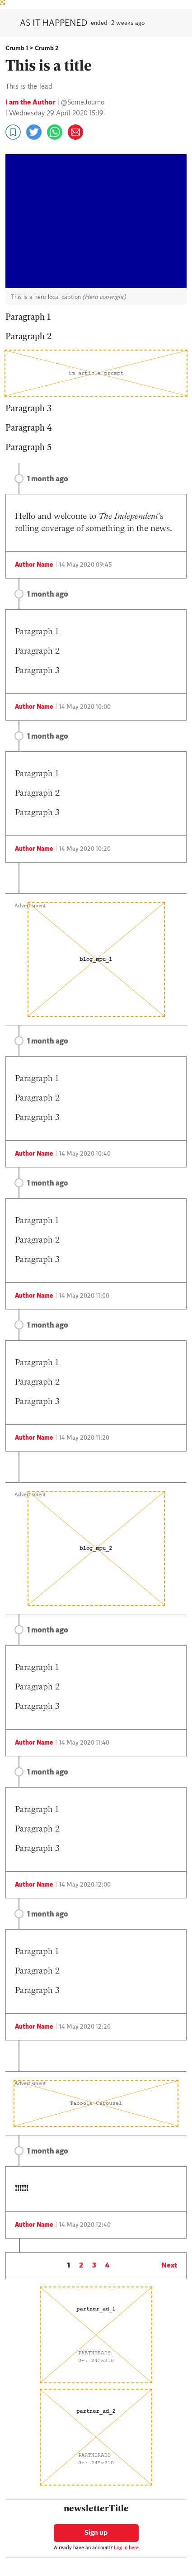 AS IT HAPPENED ended 2 weeks ago
Crumb 1 > Crumb 2
This is a title
This is the lead
I am the Author | @SomeJourno
| Wednesday 29 April 2020 15:19
This is a hero local caption (Hero copyright)
Paragraph 1
Paragraph 2
in article prompt
Paragraph 3
Paragraph 4
Paragraph 5
1 month ago
Hello and welcome to The Independent's
rolling coverage of something in the news.
Author Name | 14 May 2020 09:45
1 month ago
Paragraph 1
Paragraph 2
Paragraph 3
Author Name | 14 May 2020 10:00
1 month ago
Paragraph 1
Paragraph 2
Paragraph 3
Author Name | 14 May 2020 10:20
Advertisment
blog_mpu_1
1 month ago
Paragraph 1
Paragraph 2
Paragraph 3
Author Name | 14 May 2020 10:40
1 month ago
Paragraph 1
Paragraph 2
Paragraph 3
Author Name | 14 May 2020 11:00
1 month ago
Paragraph 1
Paragraph 2
Paragraph 3
Author Name | 14 May 2020 11:20
Advertisment
blog_mpu_2
1 month ago
Paragraph 1
Paragraph 2
Paragraph 3
Author Name | 14 May 2020 11:40
1 month ago
Paragraph 1
Paragraph 2
Paragraph 3
Author Name | 14 May 2020 12:00
1 month ago
Paragraph 1
Paragraph 2
Paragraph 3
Author Name | 14 May 2020 12:20
Advertisment
Taboola Carousel
1 month ago
!!!!!!
Author Name | 14 May 2020 12:40
1 2 3 4 Next
partner_ad_1
PARTNERADS
0+: 245x210
partner_ad_2
PARTNERADS
0+: 245x210
newsletterTitle
Sign up
Already have an account? Log in here